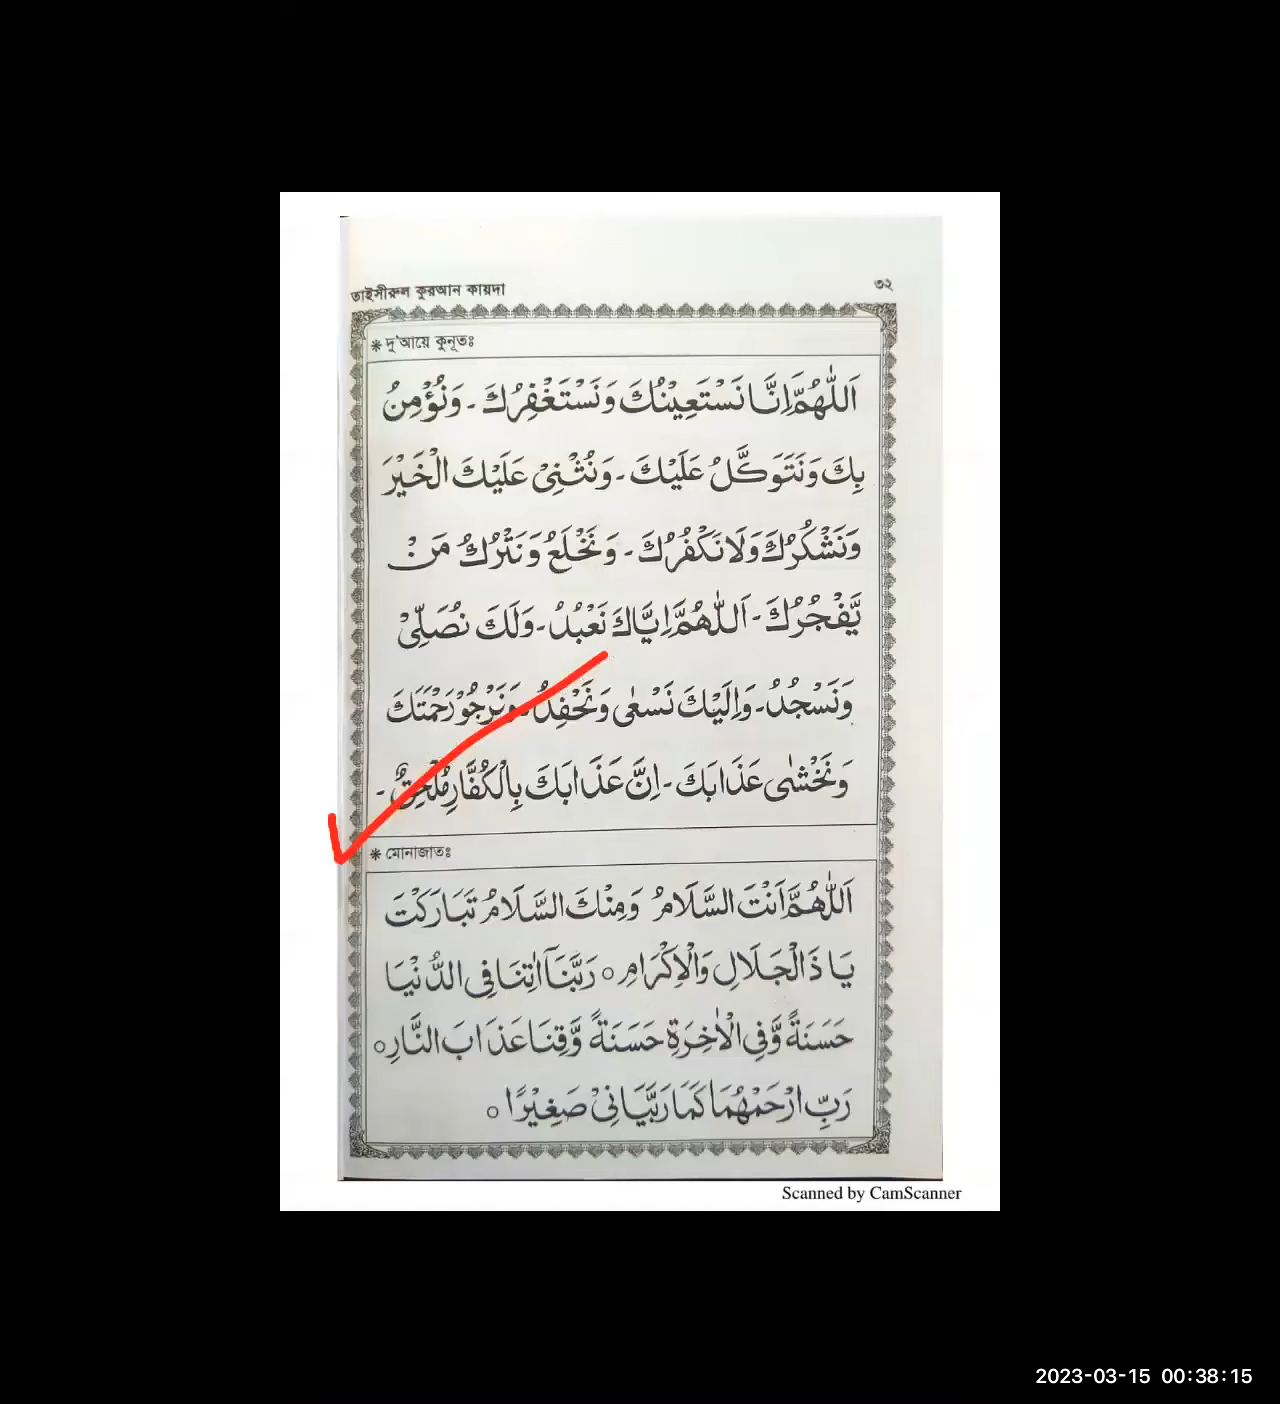 তাইসীরুল কুরআন কায়দা ৩২
* দু'আয়ে কুনূতঃ
اَللّٰهُمَّ اِنَّا نَسْتَعِيْنُكَ وَنَسْتَغْفِرُكَ ـ وَنُؤْمِنُ
بِكَ وَنَتَوَكَّلُ عَلَيْكَ ـ وَنُثْنِىْ عَلَيْكَ الْخَيْرَ
وَنَشْكُرُكَ وَلَا نَكْفُرُكَ ـ وَنَخْلَعُ وَنَتْرُكُ مَنْ
يَّفْجُرُكَ ـ اَللّٰهُمَّ اِيَّاكَ نَعْبُدُ ـ وَلَكَ نُصَلِّىْ
وَنَسْجُدُ ـ وَاِلَيْكَ نَسْعٰى وَنَحْفِدُ ـ وَنَرْجُوْ رَحْمَتَكَ
وَنَخْشٰى عَذَابَكَ ـ اِنَّ عَذَابَكَ بِالْكُفَّارِ مُلْحِقٌ ـ
* মোনাজাতঃ
اَللّٰهُمَّ اَنْتَ السَّلَامُ وَمِنْكَ السَّلَامُ تَبَارَكْتَ
يَا ذَالْجَلَالِ وَالْاِكْرَامِ ○ رَبَّنَآ اٰتِنَا فِى الدُّنْيَا
حَسَنَةً وَّفِى الْاٰخِرَةِ حَسَنَةً وَّقِنَا عَذَابَ النَّارِ ○
رَبِّ ارْحَمْهُمَا كَمَا رَبَّيَانِىْ صَغِيْرًا ○
Scanned by CamScanner
2023-03-15 00:38:15